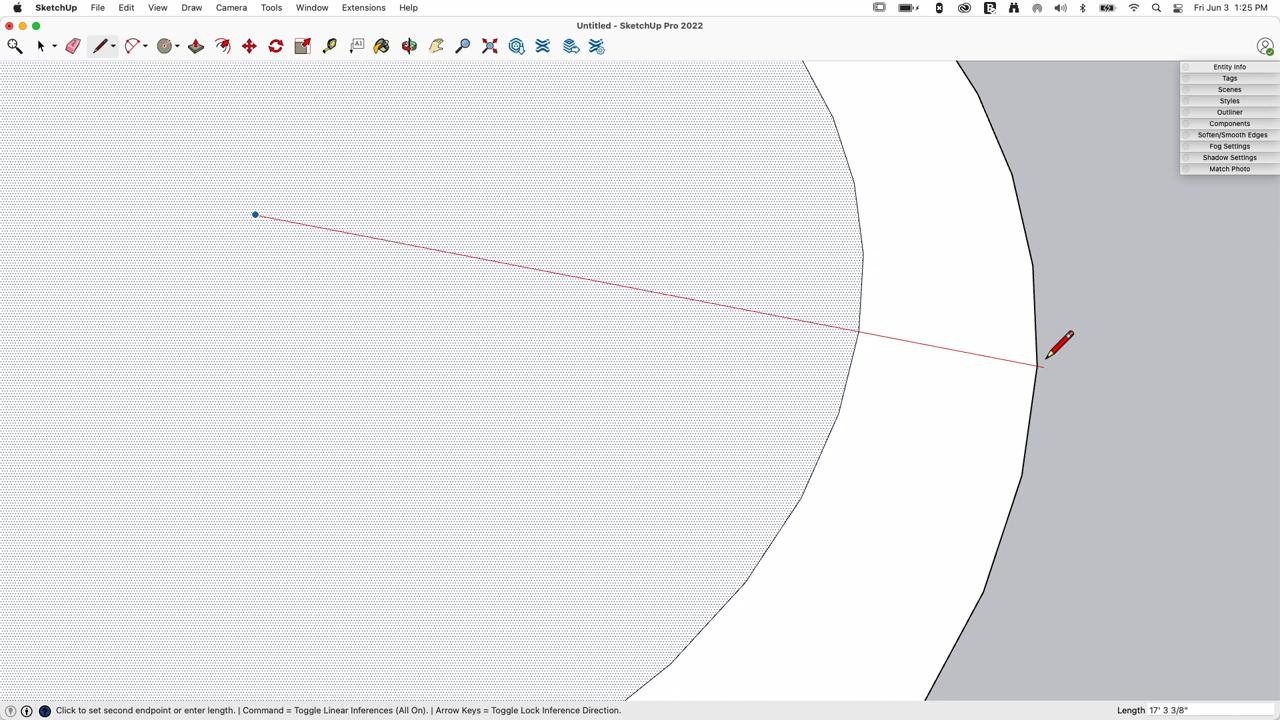 SketchUp File Edit View Draw Camera Tools Window Extensions Help Fri Jun 3 1:25 PM
Untitled - SketchUp Pro 2022
A1
Entity Info
Tags
Scenes
Styles
Outliner
Components
Soften/Smooth Edges
Fog Settings
Shadow Settings
Match Photo
Click to set second endpoint or enter length. | Command = Toggle Linear Inferences (All On). | Arrow Keys = Toggle Lock Inference Direction. Length 17' 3 3/8"